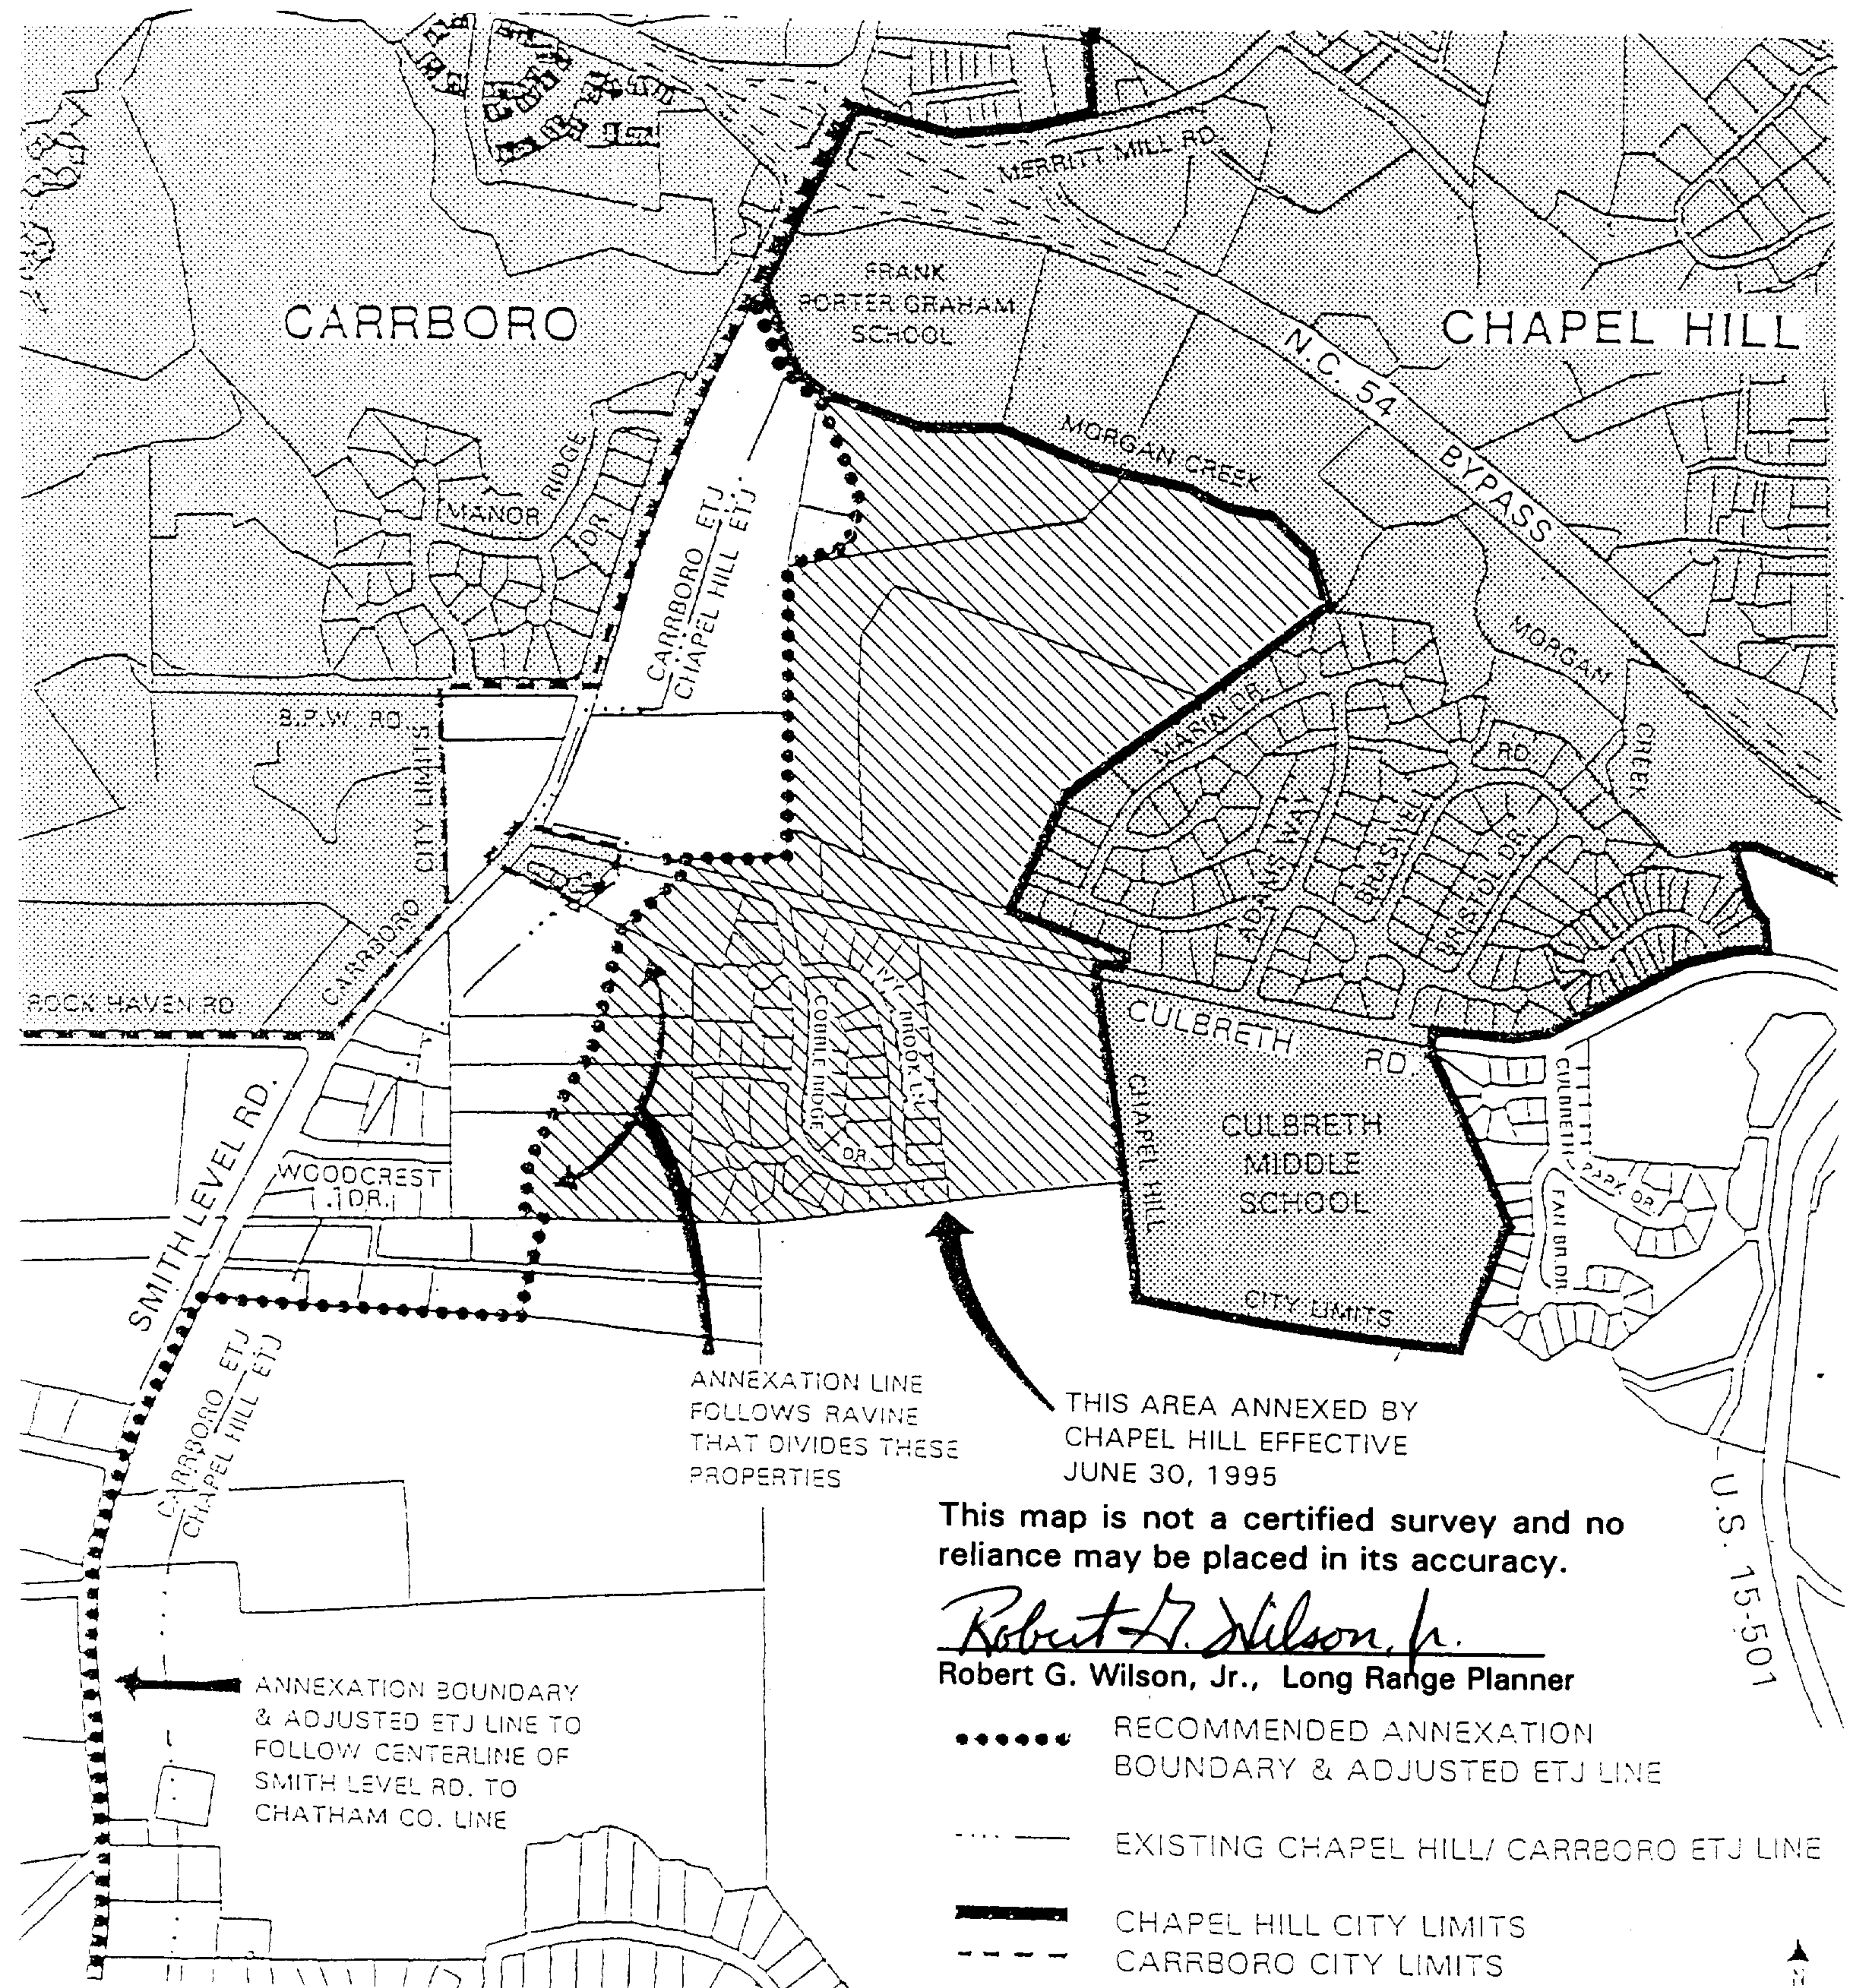 MERRITT MILL RD.
FRANK
PORTER GRAHAM
SCHOOL
CARRBORO
CHAPEL HILL
N.C. 54
BYPASS
MORGAN CREEK
MANOR
RIDGE
DR.
CARRBORO ETJ
CHAPEL HILL ETJ
MORGAN
CREEK
B.P.W. RD.
CITY LIMITS
CARRBORO
MARIN DR.
ADAMS WAY
RD.
BRISTOL DR.
ROCK HAVEN RD
IVY BROOK LN.
COBBLE RIDGE
DR.
CULBRETH
RD.
CHAPEL HILL
CULBRETH
MIDDLE
SCHOOL
CITY LIMITS
CULBRETH PARK DR.
FAN BR. DR.
SMITH LEVEL RD.
WOODCREST
DR.
CARRBORO ETJ
CHAPEL HILL ETJ
ANNEXATION LINE
FOLLOWS RAVINE
THAT DIVIDES THESE
PROPERTIES
THIS AREA ANNEXED BY
CHAPEL HILL EFFECTIVE
JUNE 30, 1995
U.S. 15-501
This map is not a certified survey and no
reliance may be placed in its accuracy.
Robert G. Wilson, Jr.
Robert G. Wilson, Jr., Long Range Planner
ANNEXATION BOUNDARY
& ADJUSTED ETJ LINE TO
FOLLOW CENTERLINE OF
SMITH LEVEL RD. TO
CHATHAM CO. LINE
RECOMMENDED ANNEXATION
BOUNDARY & ADJUSTED ETJ LINE
EXISTING CHAPEL HILL/ CARRBORO ETJ LINE
CHAPEL HILL CITY LIMITS
CARRBORO CITY LIMITS
N